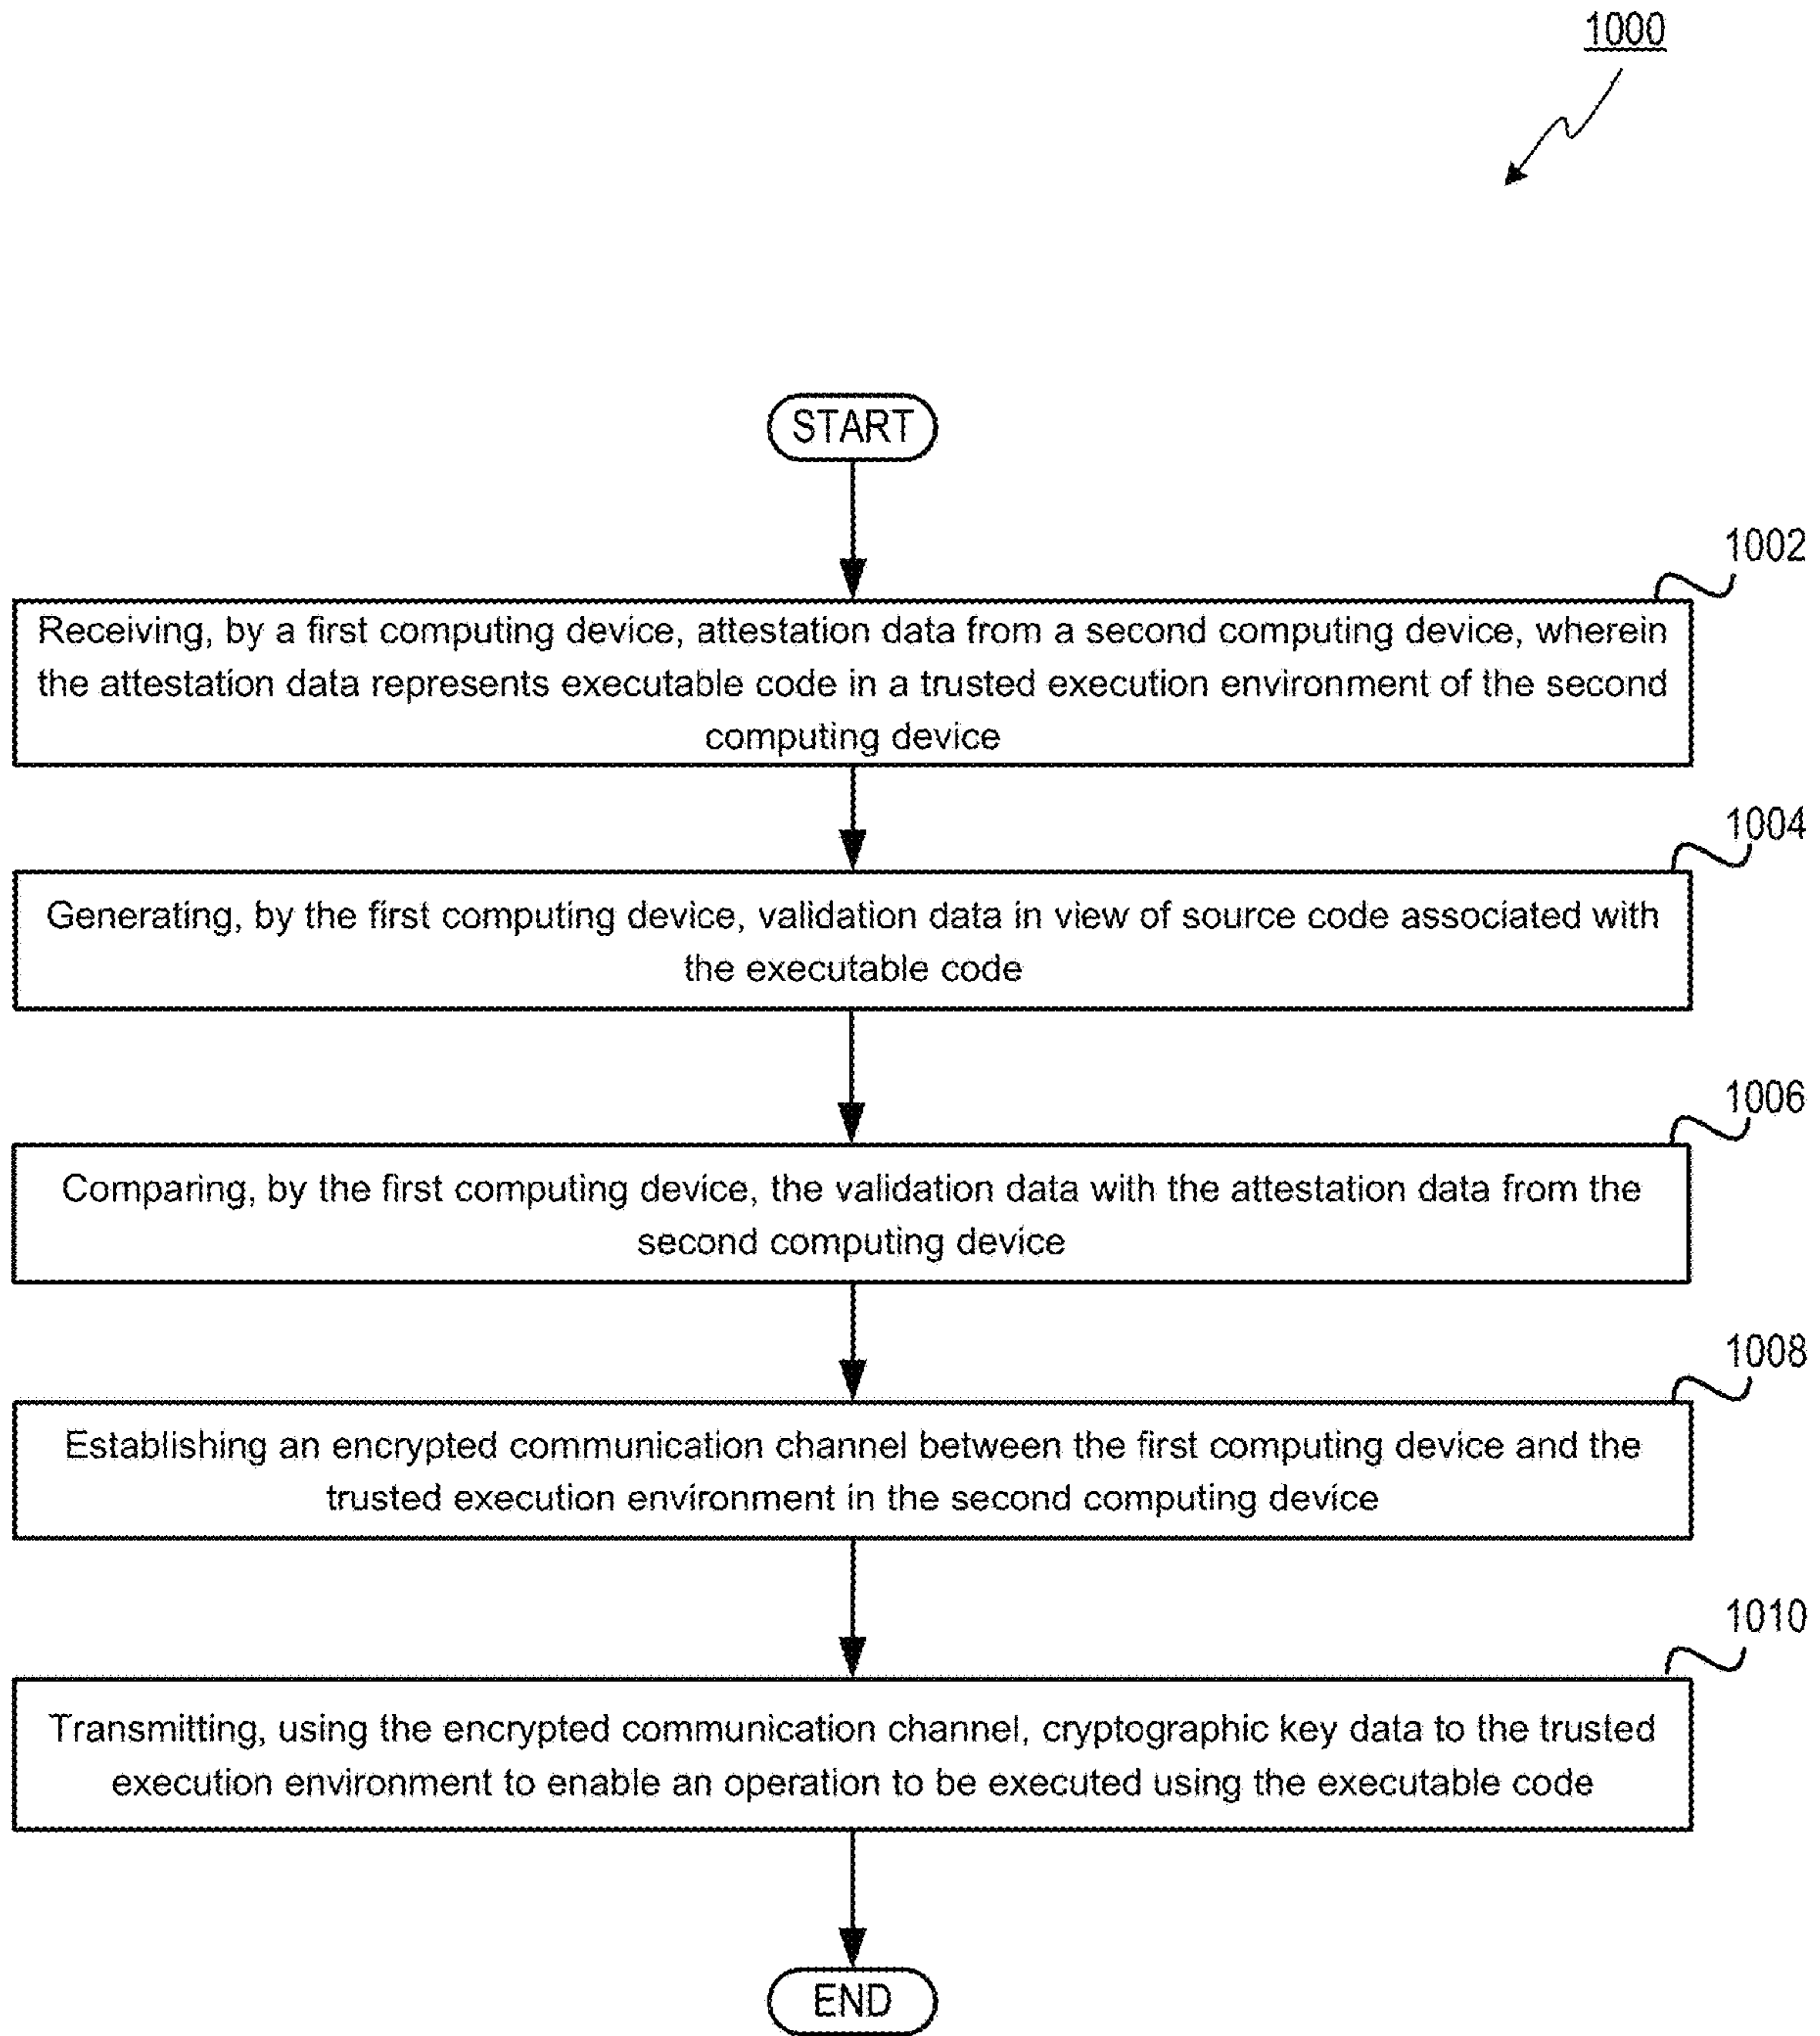 1000
START
1002
Receiving, by a first computing device, attestation data from a second computing device, wherein
the attestation data represents executable code in a trusted execution environment of the second
computing device
1004
Generating, by the first computing device, validation data in view of source code associated with
the executable code
1006
Comparing, by the first computing device, the validation data with the attestation data from the
second computing device
1008
Establishing an encrypted communication channel between the first computing device and the
trusted execution environment in the second computing device
1010
Transmitting, using the encrypted communication channel, cryptographic key data to the trusted
execution environment to enable an operation to be executed using the executable code
END